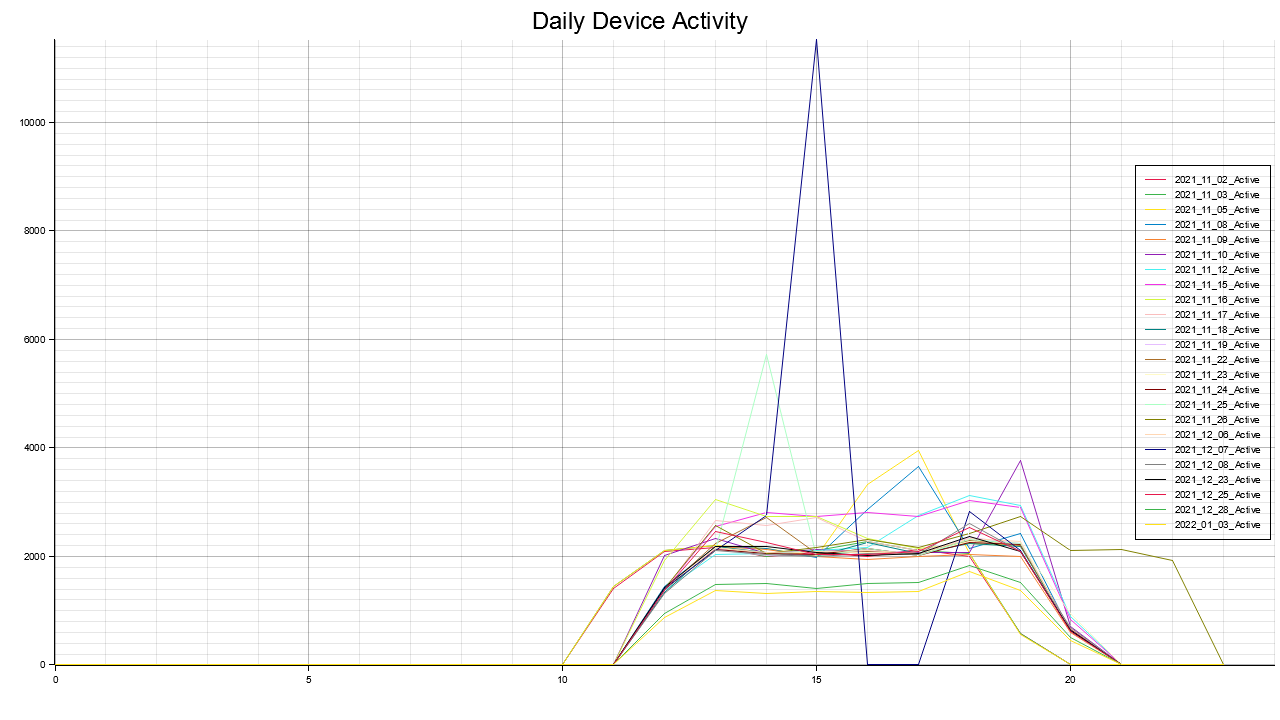 Daily Device Activity
10000
8000
6000
4000
2000
0
0 5 10 15 20
2021_11_02_Active
2021_11_03_Active
2021_11_05_Active
2021_11_08_Active
2021_11_09_Active
2021_11_10_Active
2021_11_12_Active
2021_11_15_Active
2021_11_16_Active
2021_11_17_Active
2021_11_18_Active
2021_11_19_Active
2021_11_22_Active
2021_11_23_Active
2021_11_24_Active
2021_11_25_Active
2021_11_26_Active
2021_12_06_Active
2021_12_07_Active
2021_12_08_Active
2021_12_23_Active
2021_12_25_Active
2021_12_28_Active
2022_01_03_Active